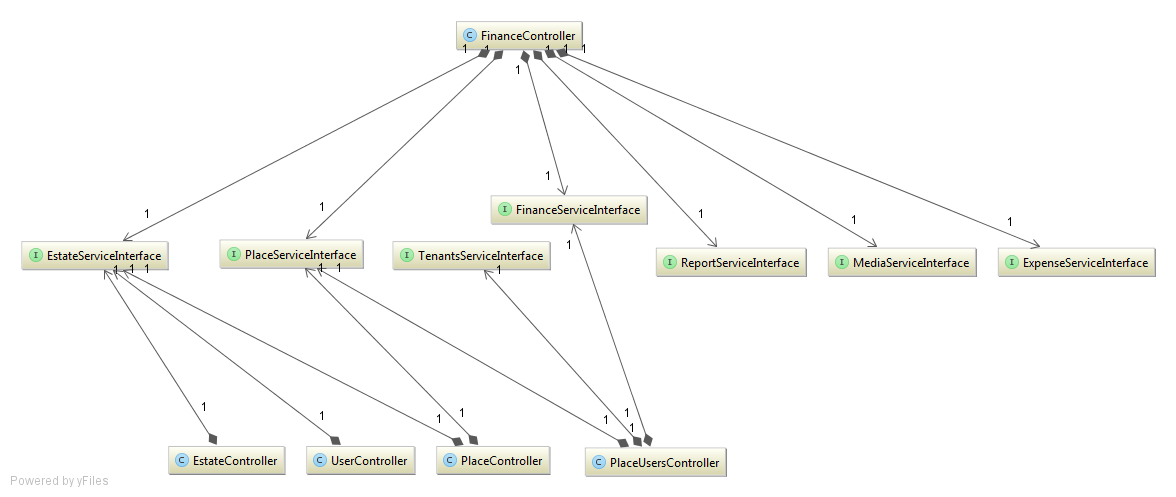 C FinanceController
1 1 1 1 1 1
1 1 1 1 1 1
I FinanceServiceInterface
1
I EstateServiceInterface
I PlaceServiceInterface
I TenantsServiceInterface
I ReportServiceInterface
I MediaServiceInterface
I ExpenseServiceInterface
1 1 1 1 1 1
1 1 1 1 1 1 1
C EstateController
C UserController
C PlaceController
C PlaceUsersController
Powered by yFiles